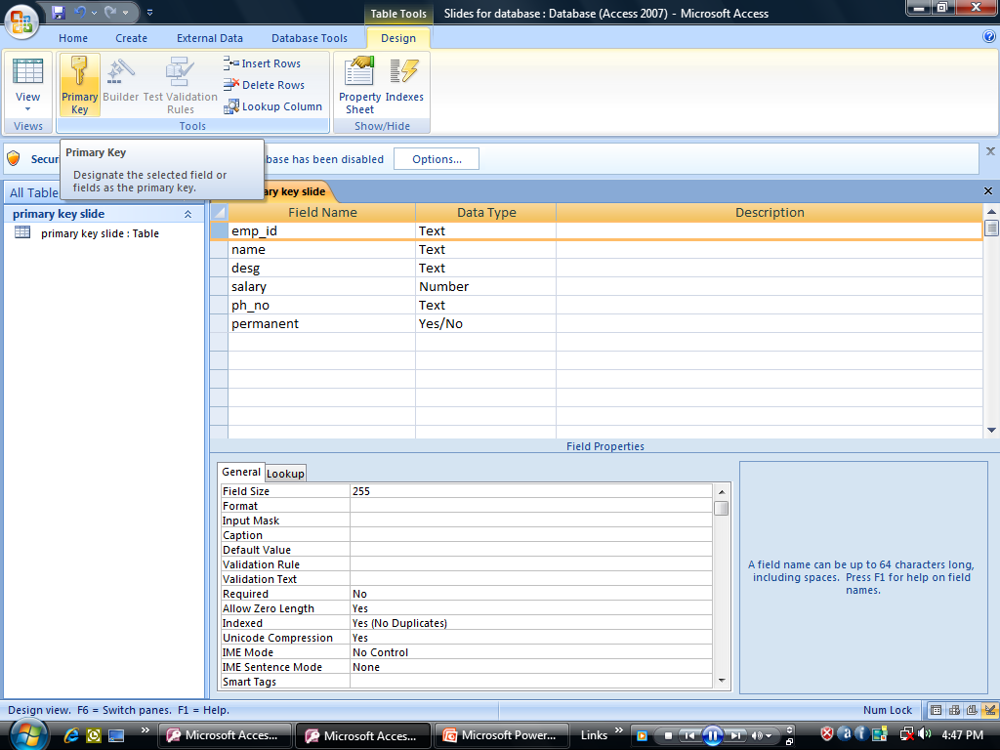 Table Tools
Slides for database : Database (Access 2007) - Microsoft Access
Home
Create
External Data
Database Tools
Design
View
Primary
Key
Builder
Test Validation
Rules
Insert Rows
Delete Rows
Lookup Column
Property
Sheet
Indexes
Views
Tools
Show/Hide
Secur
base has been disabled
Options...
Primary Key
Designate the selected field or
fields as the primary key.
All Table
ry key slide
primary key slide
primary key slide : Table
Field Name
Data Type
Description
emp_id
Text
name
Text
desg
Text
salary
Number
ph_no
Text
permanent
Yes/No
Field Properties
General
Lookup
Field Size
255
Format
Input Mask
Caption
Default Value
Validation Rule
Validation Text
Required
No
Allow Zero Length
Yes
Indexed
Yes (No Duplicates)
Unicode Compression
Yes
IME Mode
No Control
IME Sentence Mode
None
Smart Tags
A field name can be up to 64 characters long,
including spaces. Press F1 for help on field
names.
Design view. F6 = Switch panes. F1 = Help.
Num Lock
Microsoft Access...
Microsoft Access...
Microsoft Power...
Links
4:47 PM